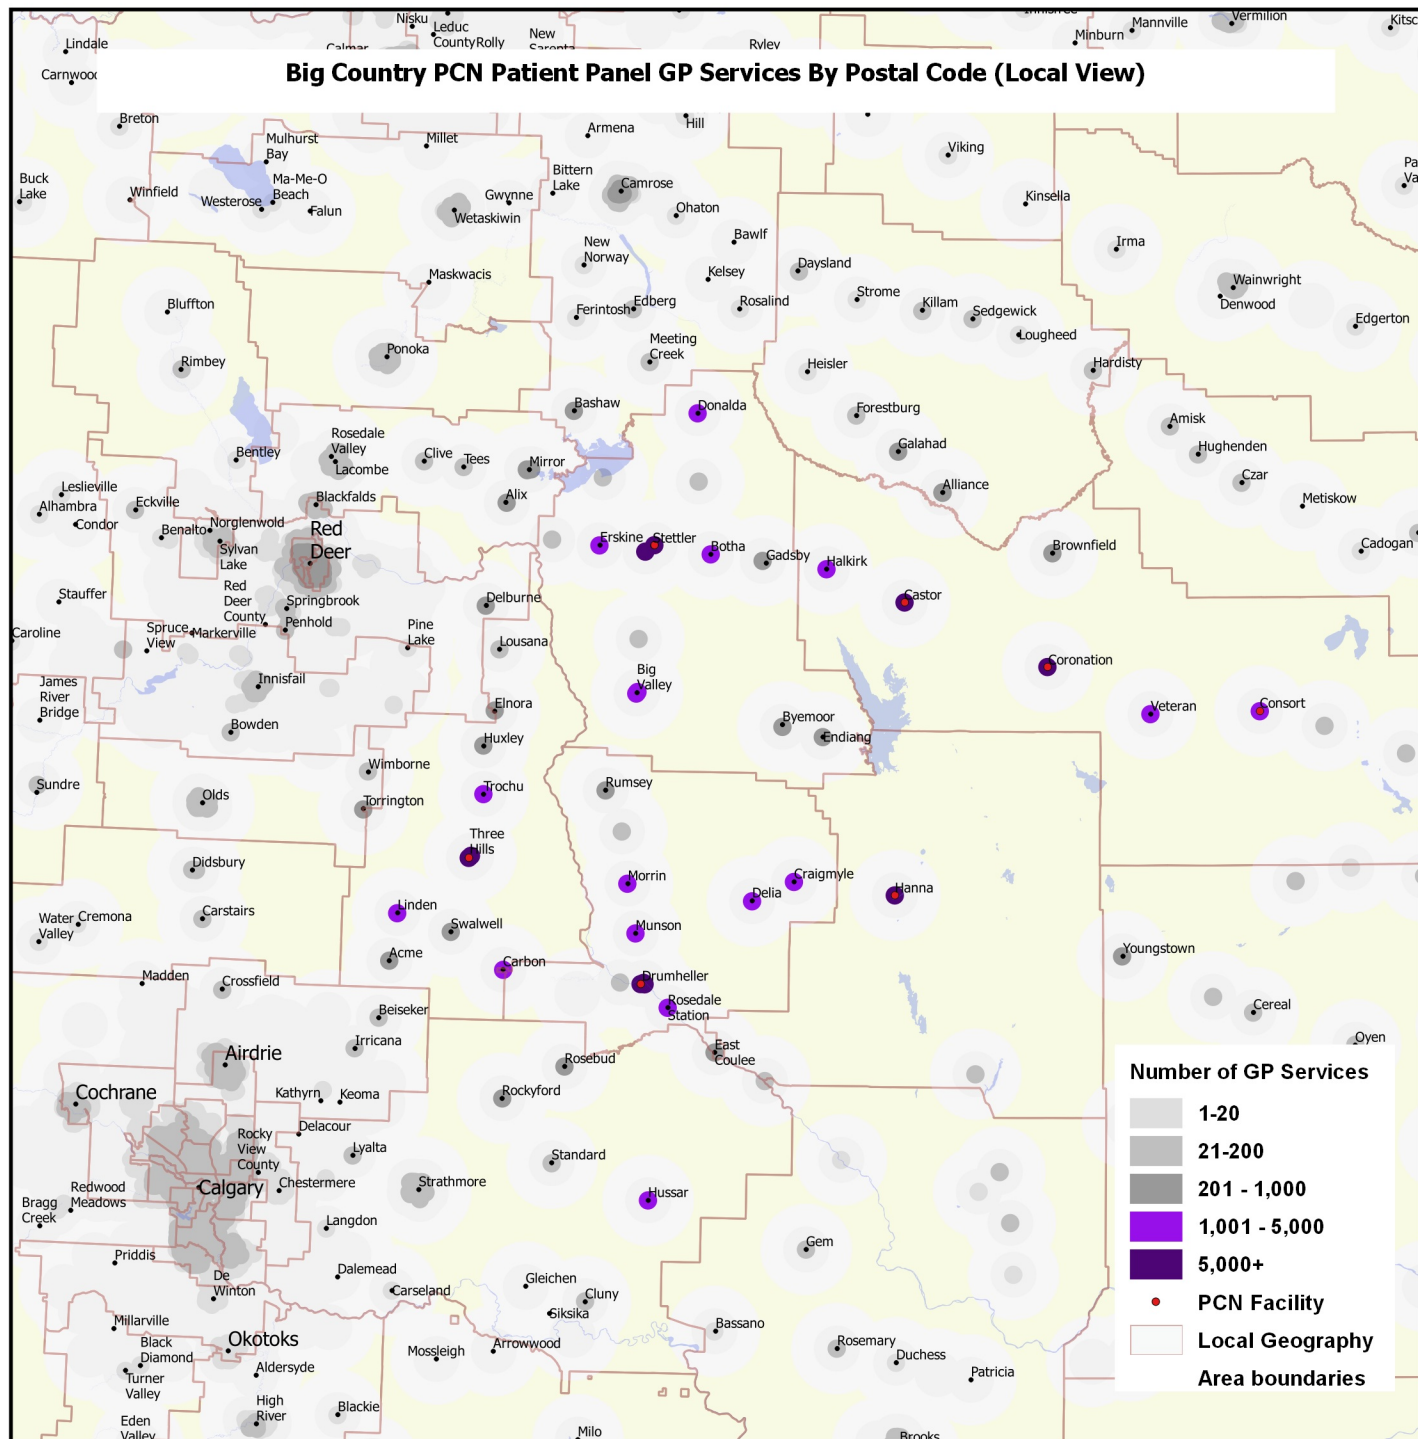 Nisku
Leduc
County
Rolly
New
Lindale
Ryley
Mannville
Vermilion
Minburn
Big Country PCN Patient Panel GP Services By Postal Code (Local View)
Breton
Mulhurst
Bay
Millet
Armena
Hill
Viking
Buck
Lake
Winfield
Westerose
Ma-Me-O
Beach
Falun
Gwynne
Wetaskiwin
Bittern
Lake
Camrose
Ohaton
Kinsella
Bawlf
Irma
New
Norway
Kelsey
Daysland
Maskwacis
Strome
Killam
Sedgewick
Lougheed
Wainwright
Denwood
Edgerton
Bluffton
Ferintosh
Edberg
Rosalind
Rimbey
Ponoka
Meeting
Creek
Heisler
Hardisty
Bashaw
Donalda
Forestburg
Galahad
Amisk
Hughenden
Czar
Metiskow
Bentley
Rosedale
Valley
Lacombe
Clive
Tees
Mirror
Alix
Alliance
Leslieville
Alhambra
Condor
Eckville
Benalto
Norglenwold
Sylvan
Lake
Blackfalds
Red
Deer
Erskine
Stettler
Botha
Gadsby
Halkirk
Castor
Brownfield
Cadogan
Stauffer
Red
Deer
County
Springbrook
Penhold
Delburne
Caroline
Spruce
View
Markerville
Pine
Lake
Lousana
Coronation
James
River
Bridge
Innisfail
Bowden
Elnora
Big
Valley
Byemoor
Endiang
Veteran
Consort
Huxley
Sundre
Wimborne
Torrington
Olds
Trochu
Rumsey
Didsbury
Three
Hills
Morrin
Delia
Craigmyle
Hanna
Water
Valley
Cremona
Carstairs
Linden
Swalwell
Munson
Acme
Carbon
Youngstown
Madden
Crossfield
Drumheller
Rosedale
Station
Cereal
Beiseker
Irricana
Oyen
Airdrie
Rosebud
East
Coulee
Cochrane
Kathyrn
Keoma
Rockyford
Delacour
Rocky
View
County
Lyalta
Standard
Calgary
Chestermere
Strathmore
Hussar
Bragg
Creek
Redwood
Meadows
Langdon
Gem
Priddis
De
Winton
Dalemead
Carseland
Gleichen
Cluny
Siksika
Millarville
Black
Diamond
Turner
Valley
Okotoks
Aldersyde
Mossleigh
Arrowwood
Bassano
Rosemary
Duchess
Patricia
High
River
Blackie
Eden
Valley
Milo
Brooks
Number of GP Services
1-20
21-200
201 - 1,000
1,001 - 5,000
5,000+
PCN Facility
Local Geography
Area boundaries